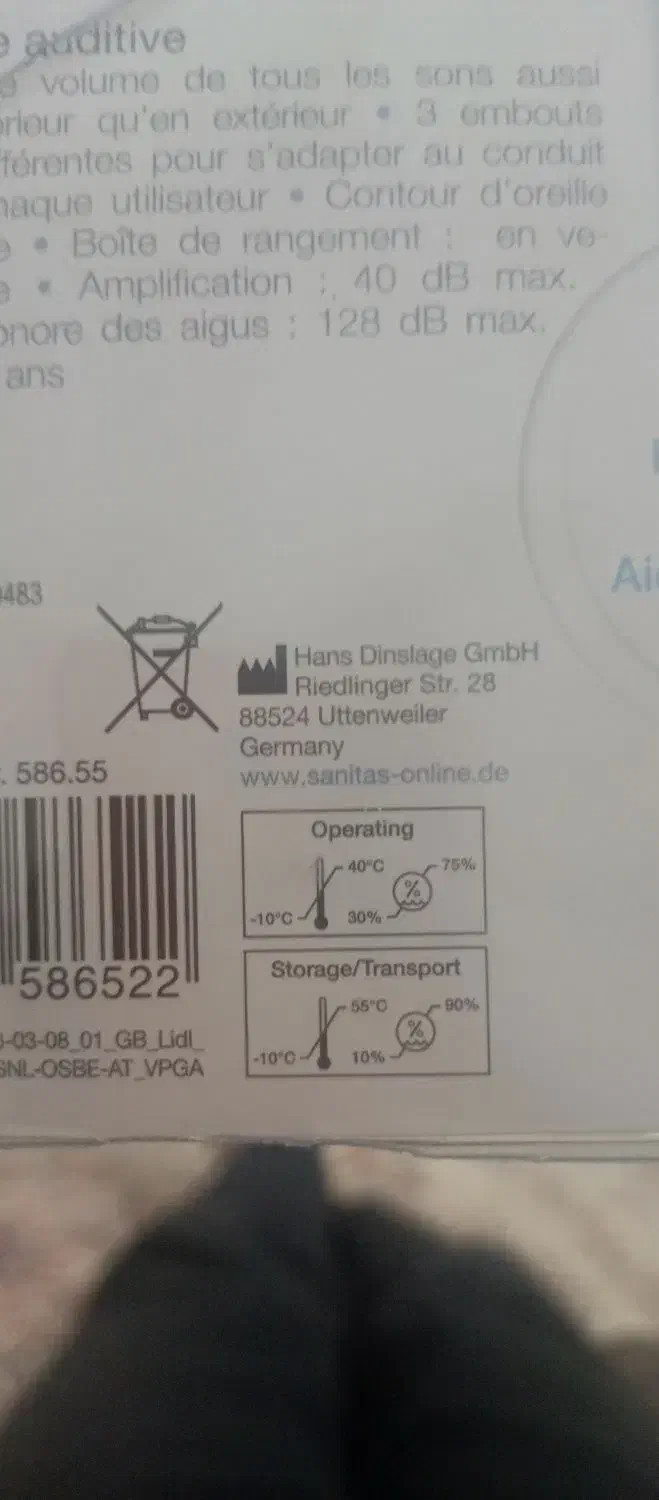 auditive
volume de tous les sons aussi
rieur qu'en extérieur • 3 embouts
fférentes pour s'adapter au conduit
haque utilisateur • Contour d'oreille
e • Boîte de rangement : en ve-
e • Amplification : 40 dB max.
onore des aigus : 128 dB max.
ans
483
Hans Dinslage GmbH
Riedlinger Str. 28
88524 Uttenweiler
Germany
www.sanitas-online.de
. 586.55
586522
-03-08_01_GB_Lidl_
SNL-OSBE-AT_VPGA
Operating
40°C
75%
-10°C
30%
%
Storage/Transport
55°C
90%
-10°C
10%
%
Ai